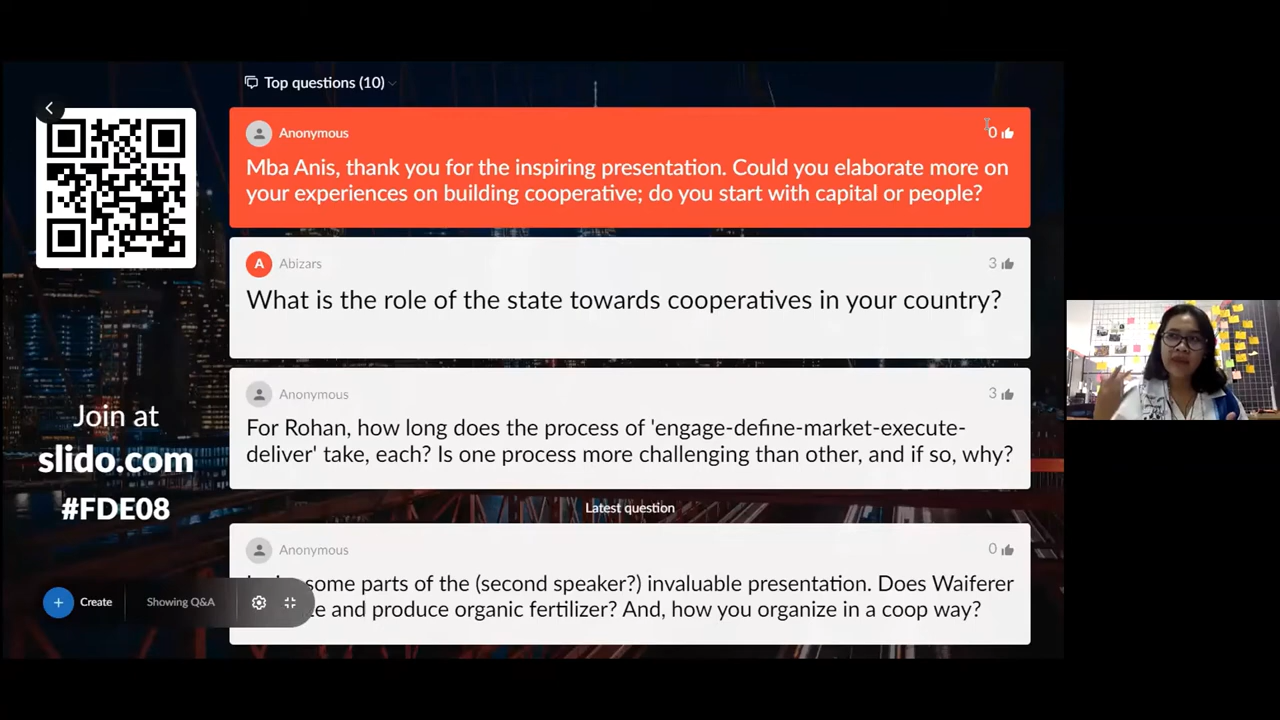 Top questions (10)
Anonymous
0
Mba Anis, thank you for the inspiring presentation. Could you elaborate more on
your experiences on building cooperative; do you start with capital or people?
A
Abizars
3
What is the role of the state towards cooperatives in your country?
Anonymous
3
For Rohan, how long does the process of 'engage-define-market-execute-
deliver' take, each? Is one process more challenging than other, and if so, why?
Latest question
Anonymous
0
some parts of the (second speaker?) invaluable presentation. Does Waiferer
and produce organic fertilizer? And, how you organize in a coop way?
Join at
slido.com
#FDE08
Create
Showing Q&A